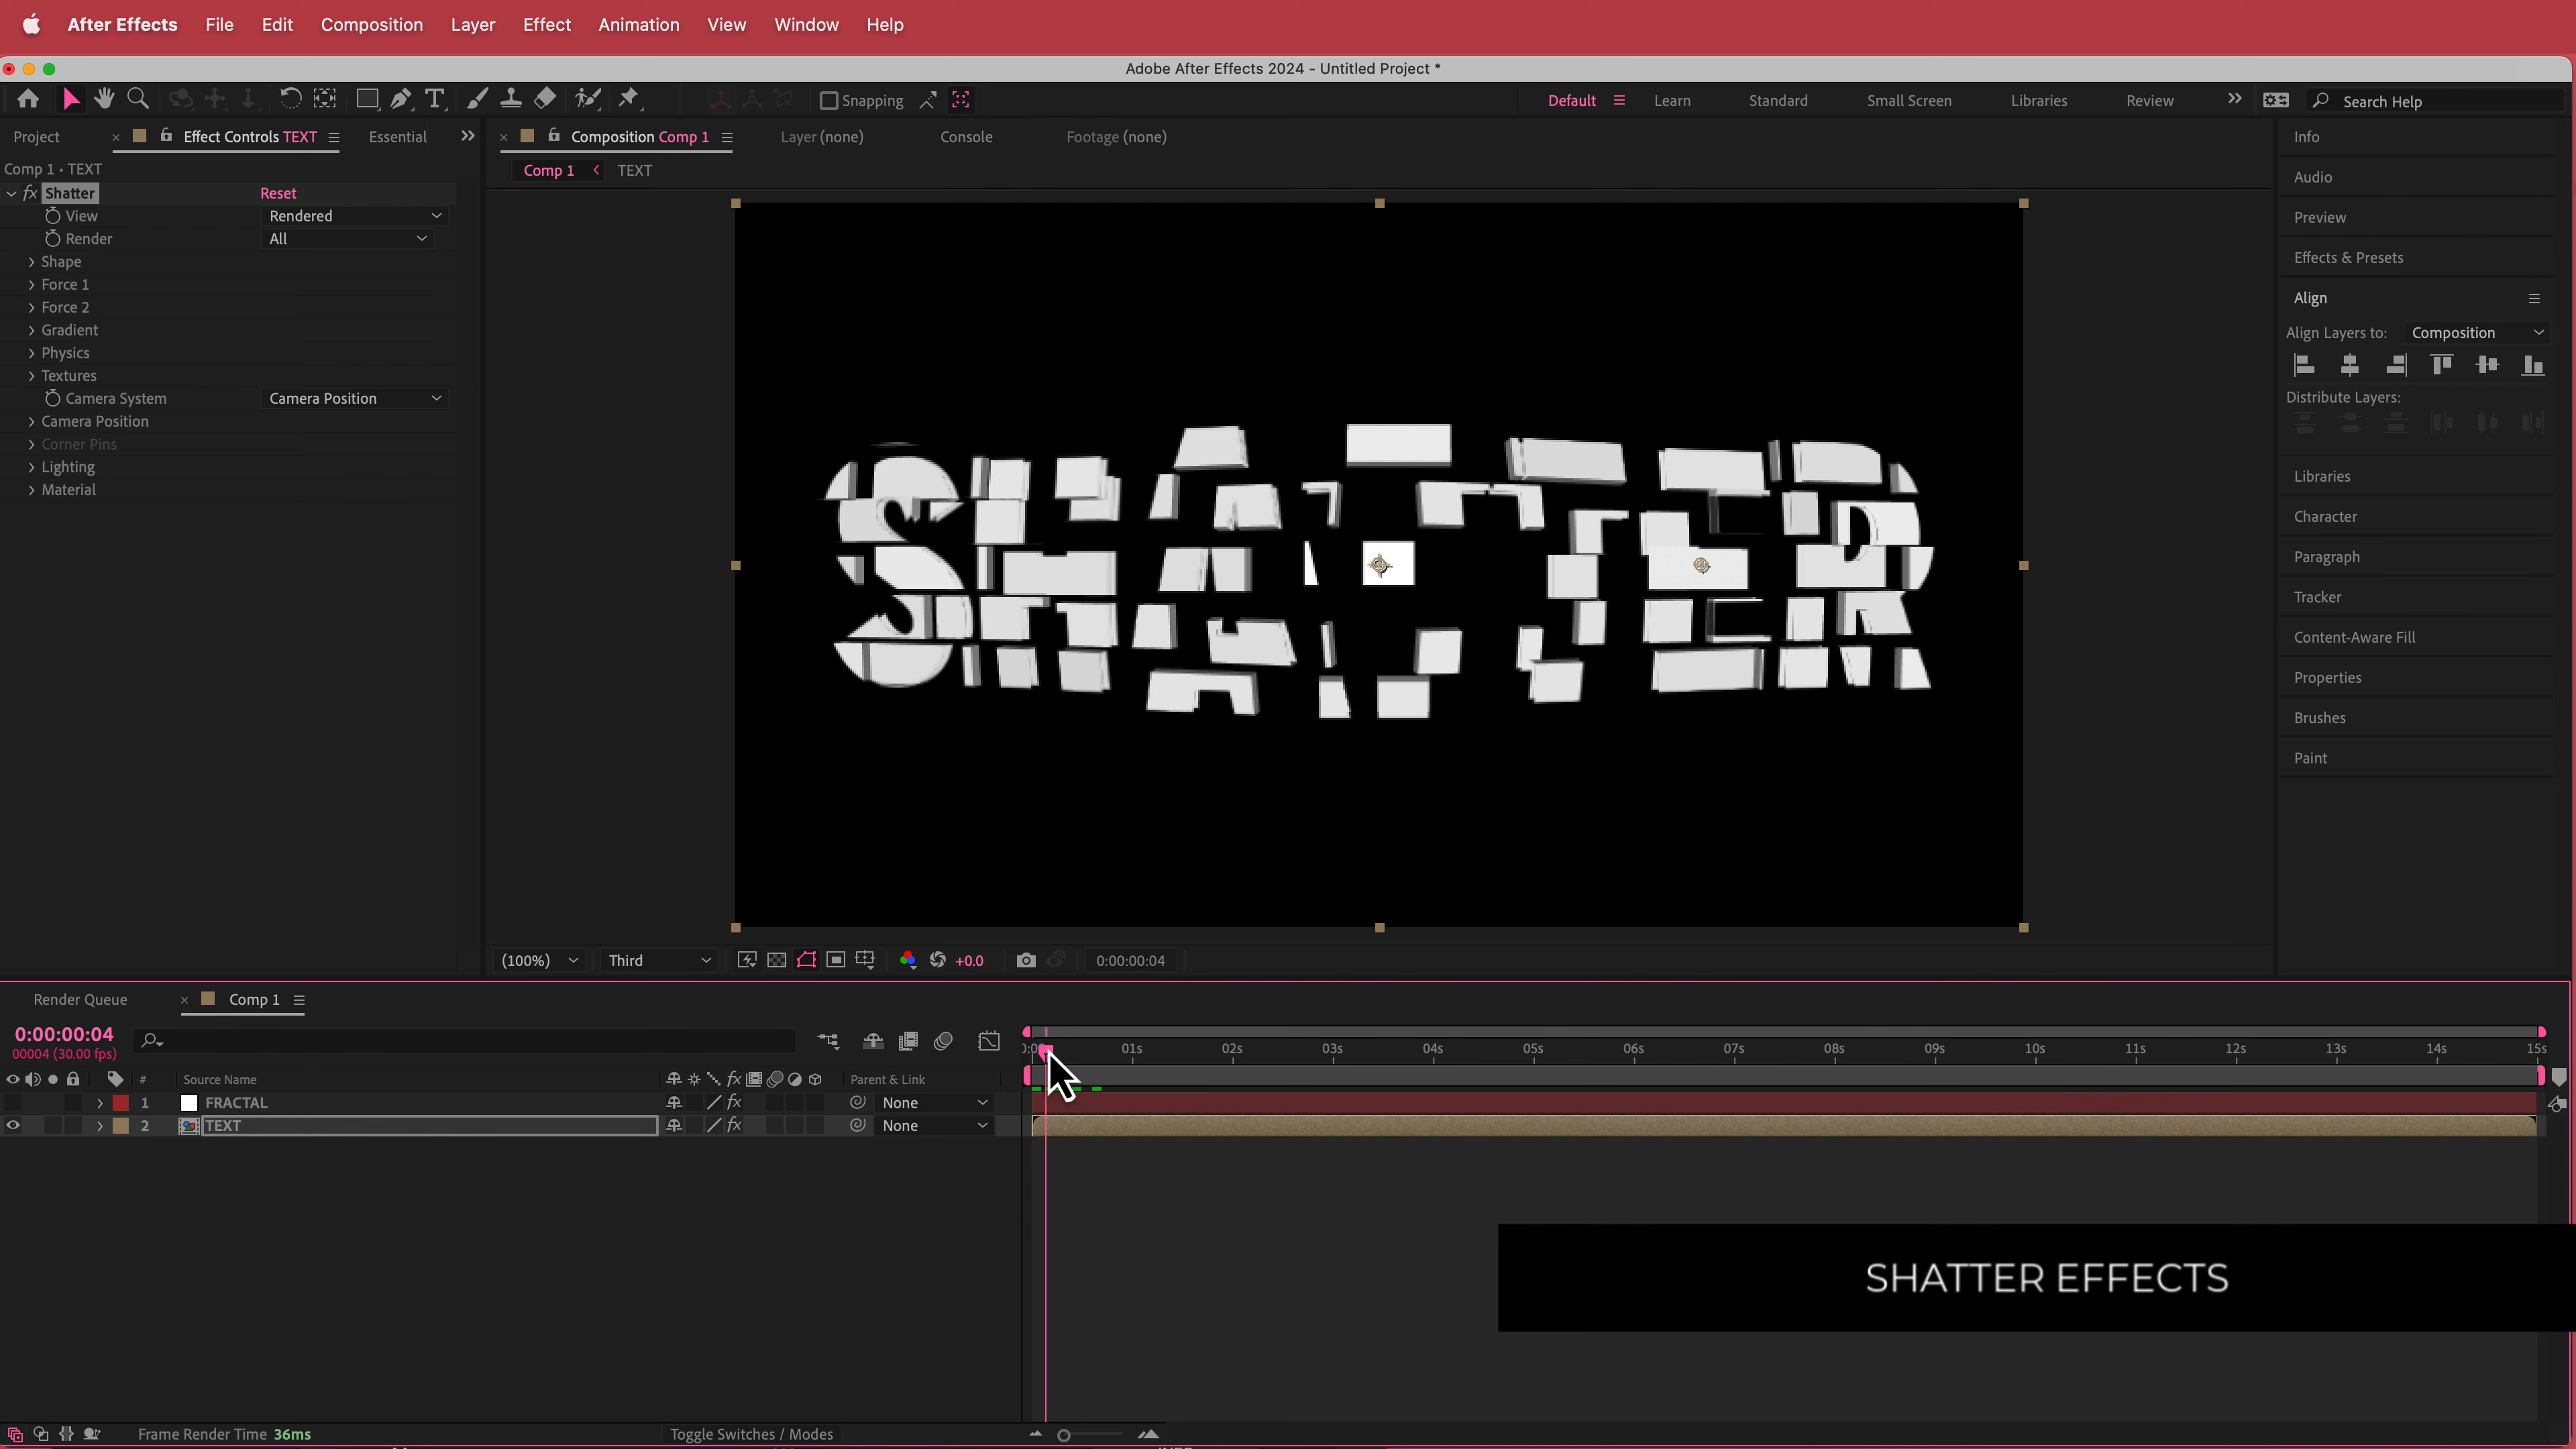 After Effects File Edit Composition Layer Effect Animation View Window Help
Adobe After Effects 2024 - Untitled Project *
Snapping
Default Learn Standard Small Screen Libraries Review Search Help
Project Effect Controls TEXT Essential
Composition Comp 1 Layer (none) Console Footage (none)
Comp 1 • TEXT
Comp 1 TEXT
fx Shatter Reset
View Rendered
Render All
Shape
Force 1
Force 2
Gradient
Physics
Textures
Camera System Camera Position
Camera Position
Corner Pins
Lighting
Material
SHATTER
Info
Audio
Preview
Effects & Presets
Align
Align Layers to: Composition
Distribute Layers:
Libraries
Character
Paragraph
Tracker
Content-Aware Fill
Properties
Brushes
Paint
(100%) Third +0.0 0:00:00:04
Render Queue Comp 1
0:00:00:04
00004 (30.00 fps)
01s 02s 03s 04s 05s 06s 07s 08s 09s 10s 11s 12s 13s 14s 15s
# Source Name fx Parent & Link
1 FRACTAL fx None
2 TEXT fx None
SHATTER EFFECTS
Frame Render Time 36ms Toggle Switches / Modes